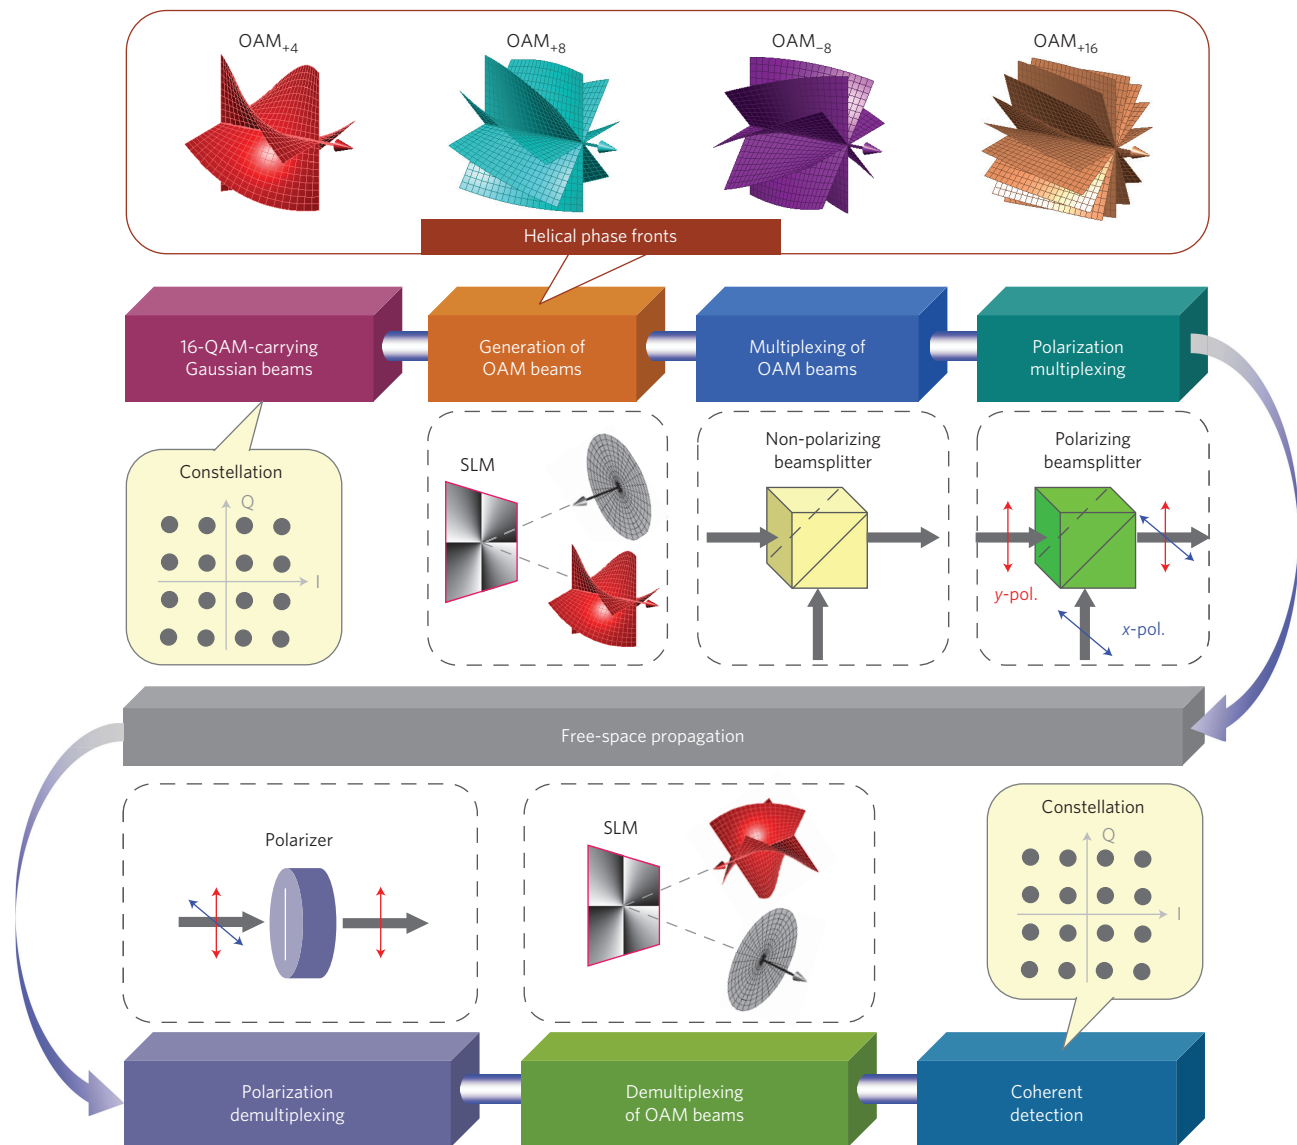 OAM+4
OAM+8
OAM−8
OAM+16
Helical phase fronts
16-QAM-carrying
Gaussian beams
Generation of
OAM beams
Multiplexing of
OAM beams
Polarization
multiplexing
Constellation
Q
I
SLM
Non-polarizing
beamsplitter
Polarizing
beamsplitter
y-pol.
x-pol.
Free-space propagation
Polarizer
SLM
Constellation
Q
I
Polarization
demultiplexing
Demultiplexing
of OAM beams
Coherent
detection